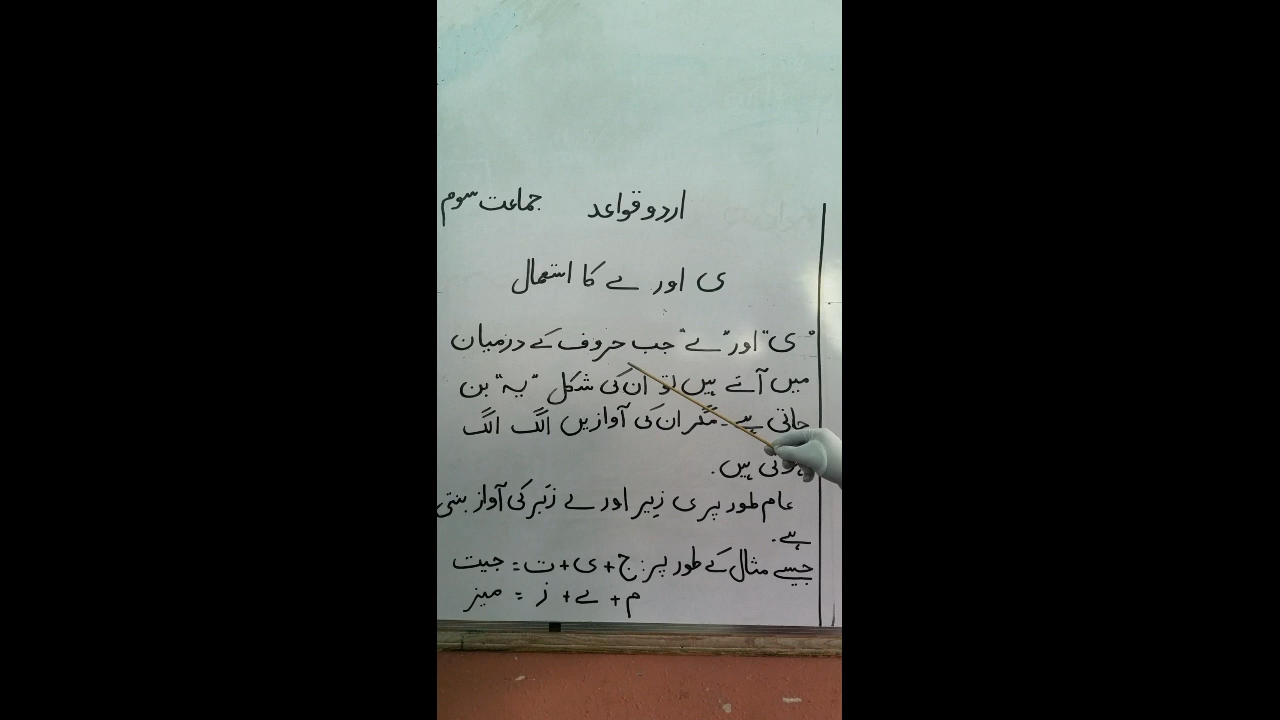 اردو قواعد جماعت سوم
ی اور ے کا استعمال
"ی" اور "ے" جب حروف کے درمیان
میں آتے ہیں تو ان کی شکل "یہ" بن
جاتی ہے۔ مگر ان کی آوازیں الگ الگ
ہوتی ہیں۔
عام طور پر ی زِیر اور ے زَبر کی آواز بنتی
ہے۔
جیسے مثال کے طور پر: ج + ی + ت = جیت
م + ے + ز = میز